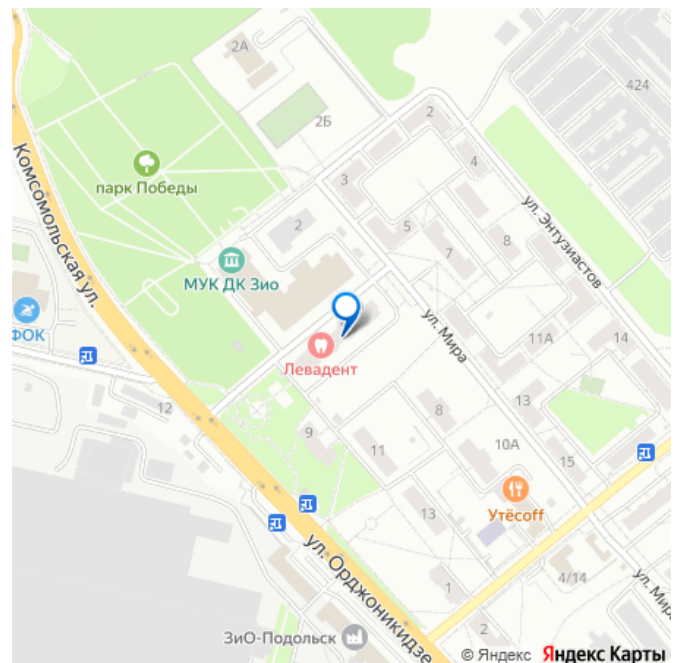 2А
424
2Б
2
парк Победы
3
4
Комсомольская ул.
ул. Энтузиастов
2
5
7
8
МУК ДК Зио
ФОК
ул. Мира
11А
14
Левадент
12
8
13
9
11
10А
15
Утёсоff
13
ул. Орджоникидзе
1
4/14
ул. Мира
2
ЗиО-Подольск
© Яндекс Яндекс Карты